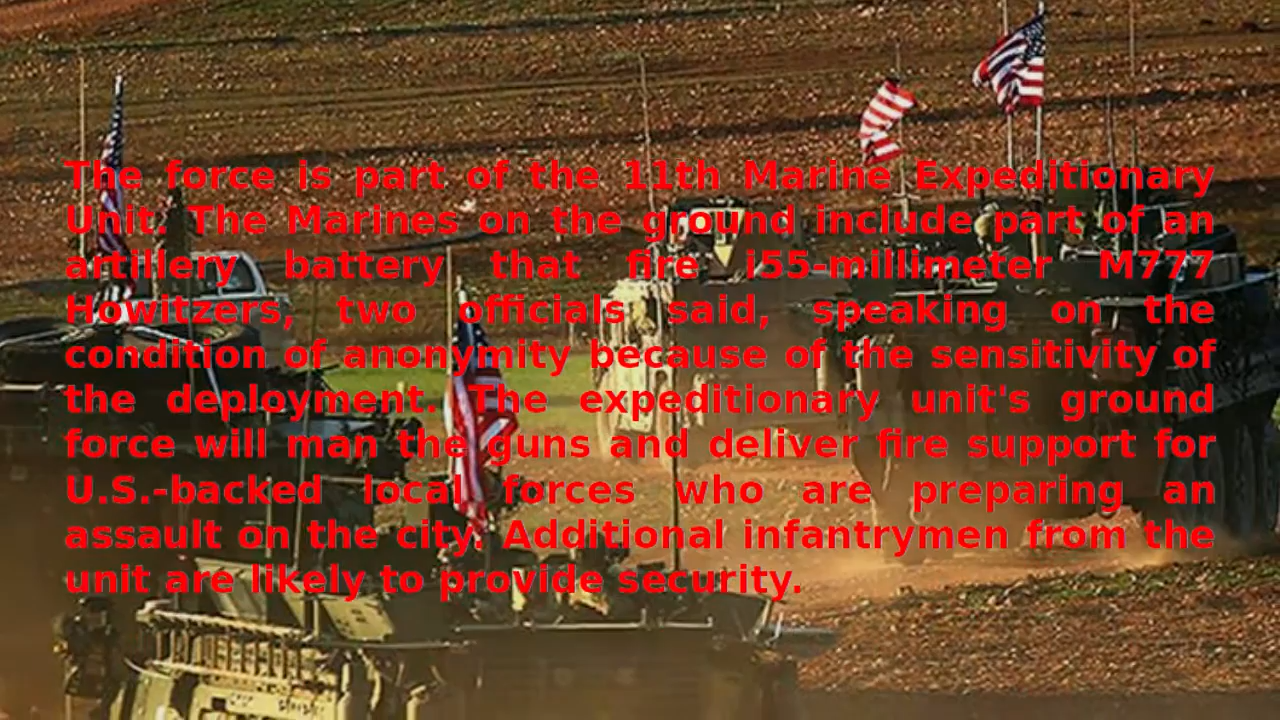 The force is part of the 11th Marine Expeditionary
Unit. The Marines on the ground include part of an
artillery battery that fire i55-millimeter M777
Howitzers, two officials said, speaking on the
condition of anonymity because of the sensitivity of
the deployment. The expeditionary unit's ground
force will man the guns and deliver fire support for
U.S.-backed local forces who are preparing an
assault on the city. Additional infantrymen from the
unit are likely to provide security.